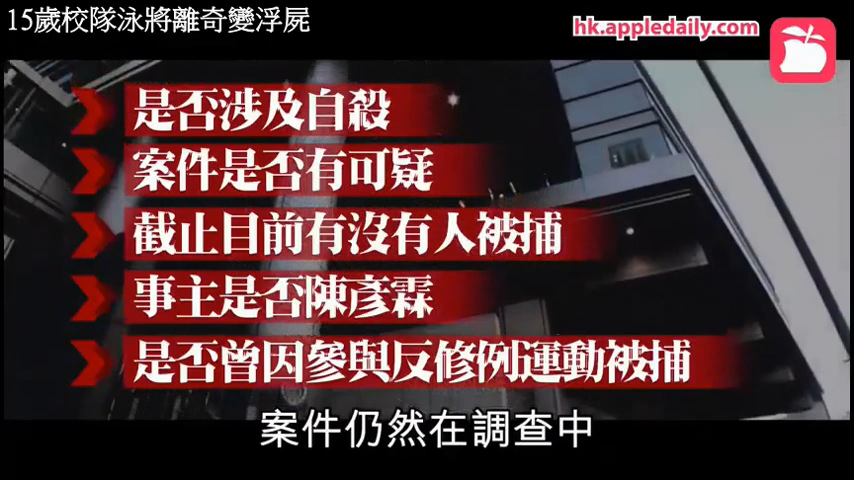 15歲校隊泳將離奇變浮屍
hk.appledaily.com
是否涉及自殺
案件是否有可疑
截止目前有沒有人被捕
事主是否陳彥霖
是否曾因參與反修例運動被捕
案件仍然在調查中